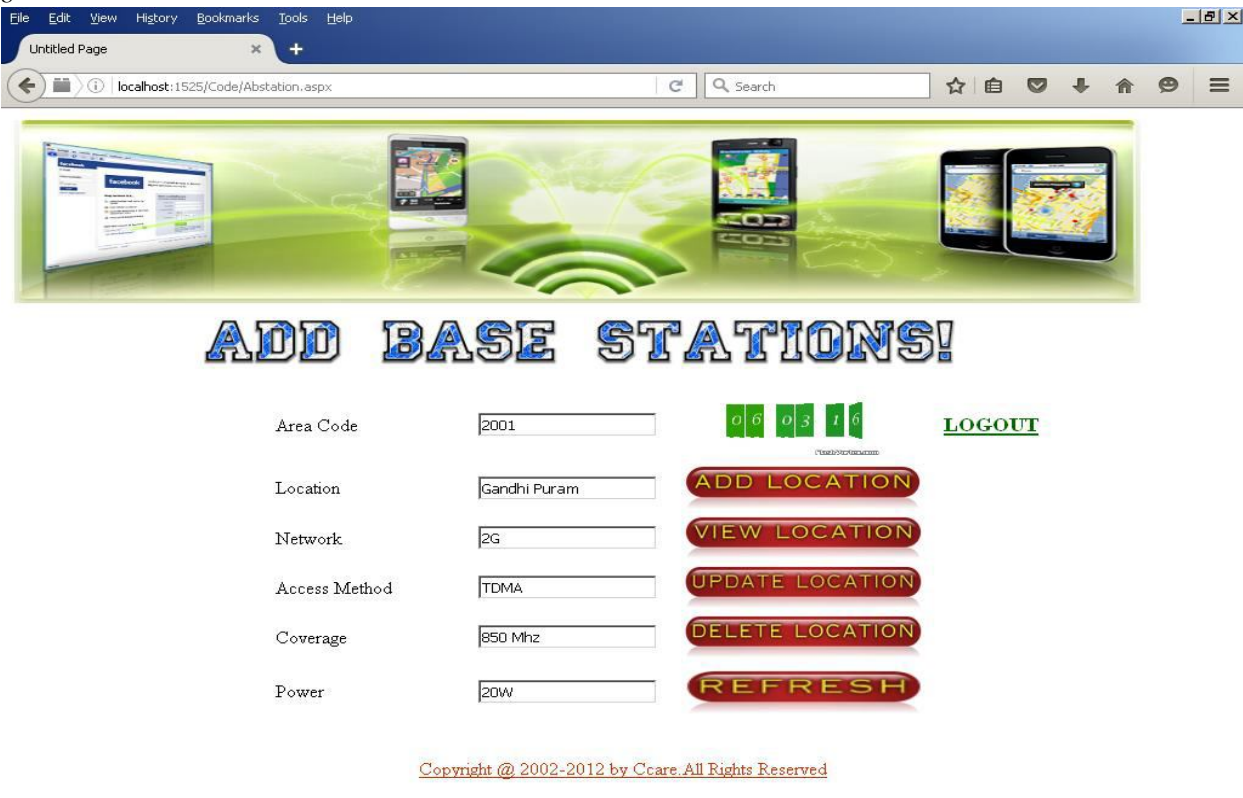 File Edit View History Bookmarks Tools Help
Untitled Page
localhost:1525/Code/Abstation.aspx
Search
facebook
ADD BASE STATIONS!
Area Code 2001 06 03 16 LOGOUT
Location Gandhi Puram ADD LOCATION
Network 2G VIEW LOCATION
Access Method TDMA UPDATE LOCATION
Coverage 850 Mhz DELETE LOCATION
Power 20W REFRESH
Copyright @ 2002-2012 by Ccare.All Rights Reserved